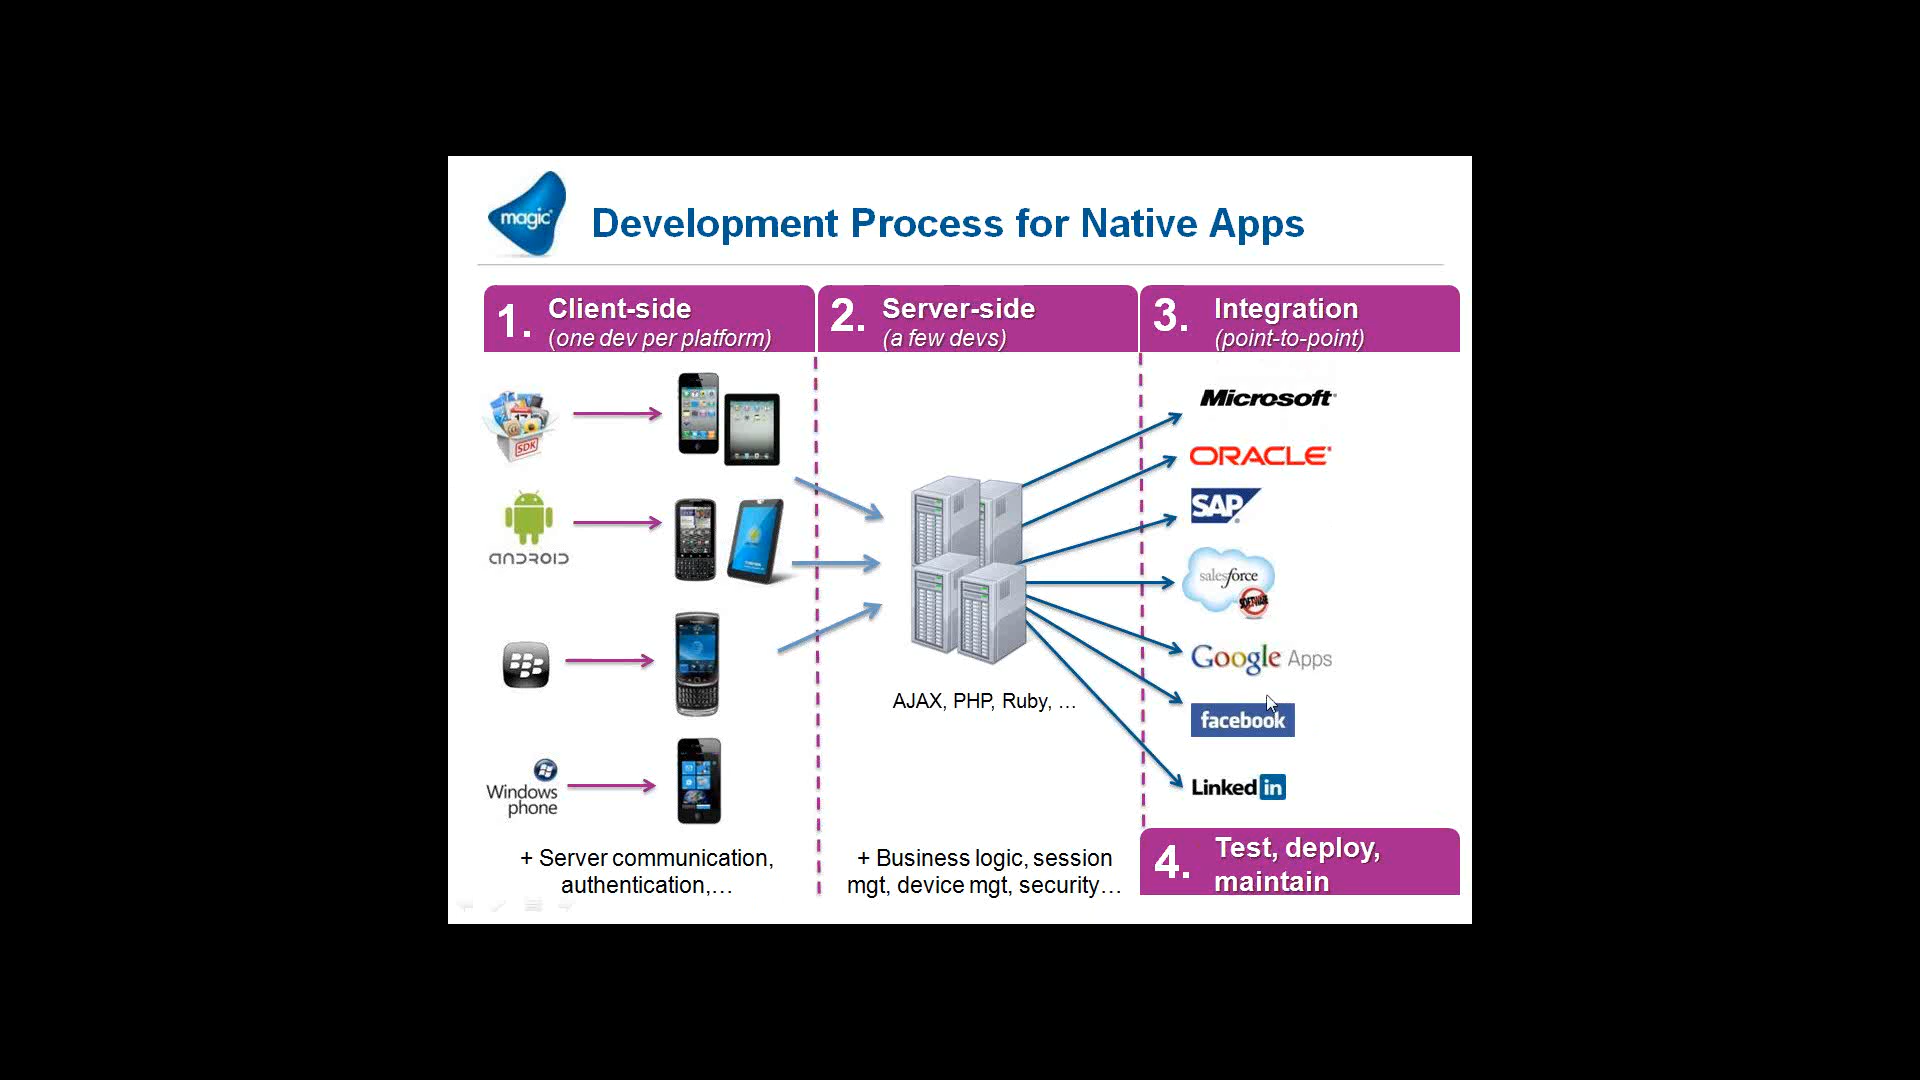 magic
Development Process for Native Apps
1. Client-side
(one dev per platform)
2. Server-side
(a few devs)
3. Integration
(point-to-point)
SDK
ANDROID
Windows
phone
+ Server communication,
authentication,…
AJAX, PHP, Ruby, …
+ Business logic, session
mgt, device mgt, security…
Microsoft
ORACLE
SAP
salesforce
SOFTWARE
Google Apps
facebook
Linked in
4. Test, deploy,
maintain